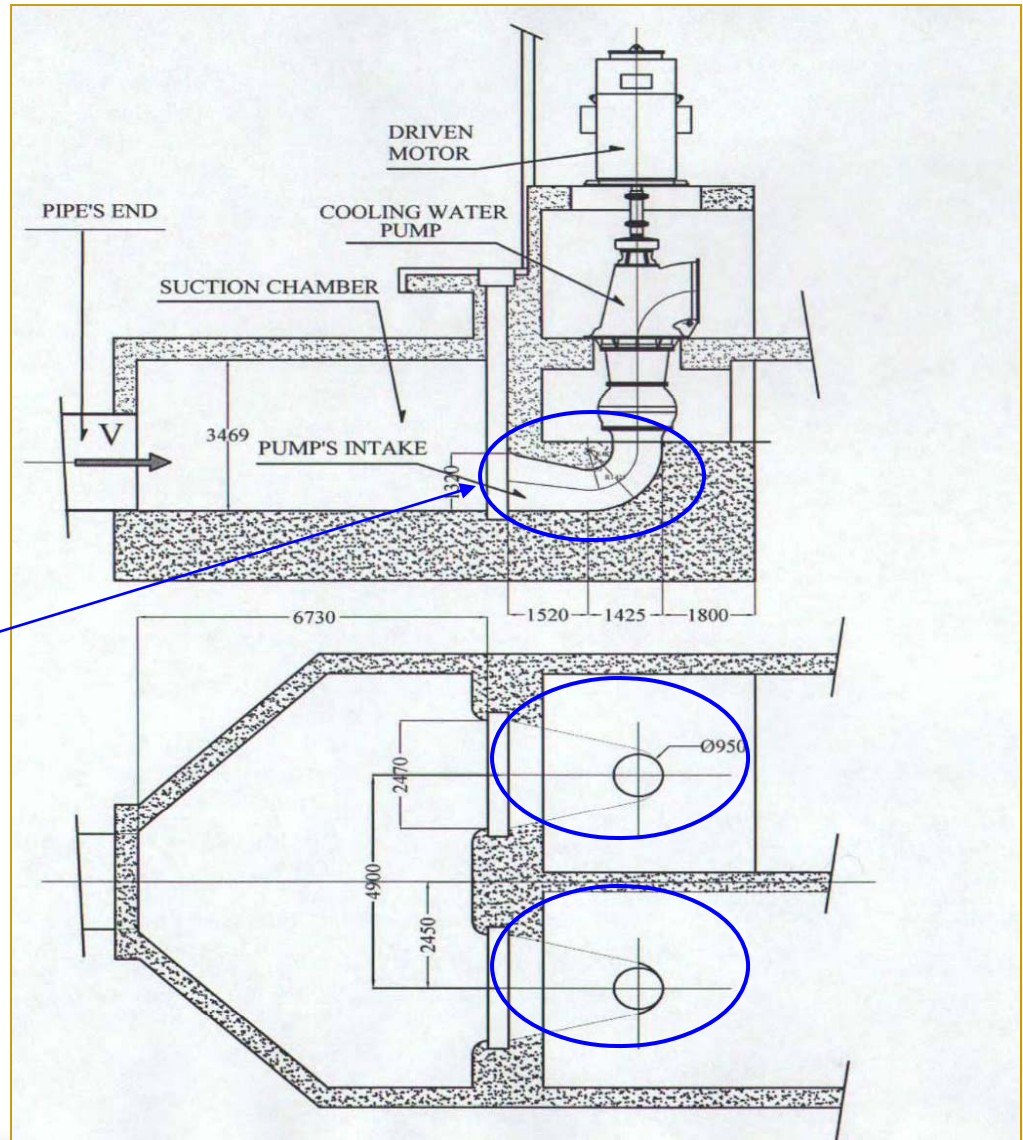 DRIVEN
MOTOR
PIPE'S END
COOLING WATER
PUMP
SUCTION CHAMBER
V
3469
PUMP'S INTAKE
1320
6730
1520
1425
1800
Ø950
2470
4900
2450